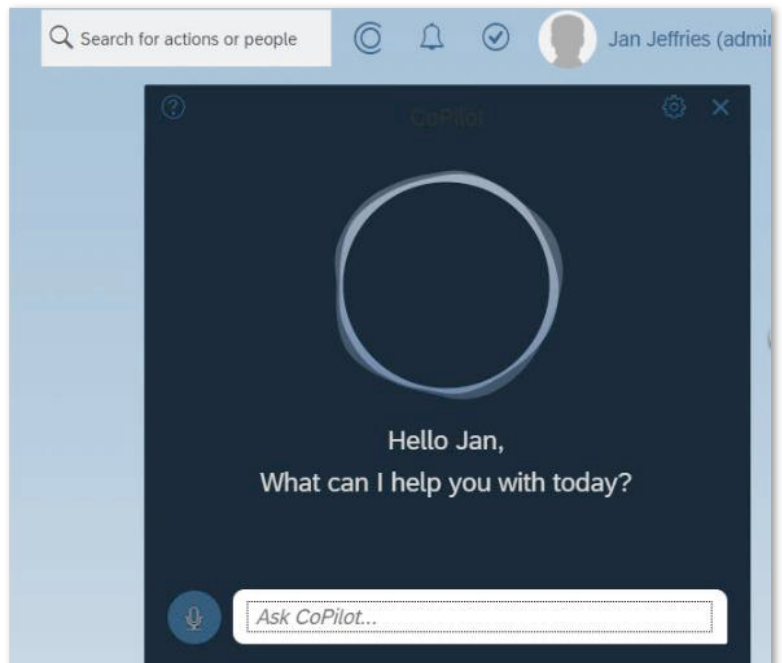 Search for actions or people
Jan Jeffries (admi
CoPilot
Hello Jan,
What can I help you with today?
Ask CoPilot...